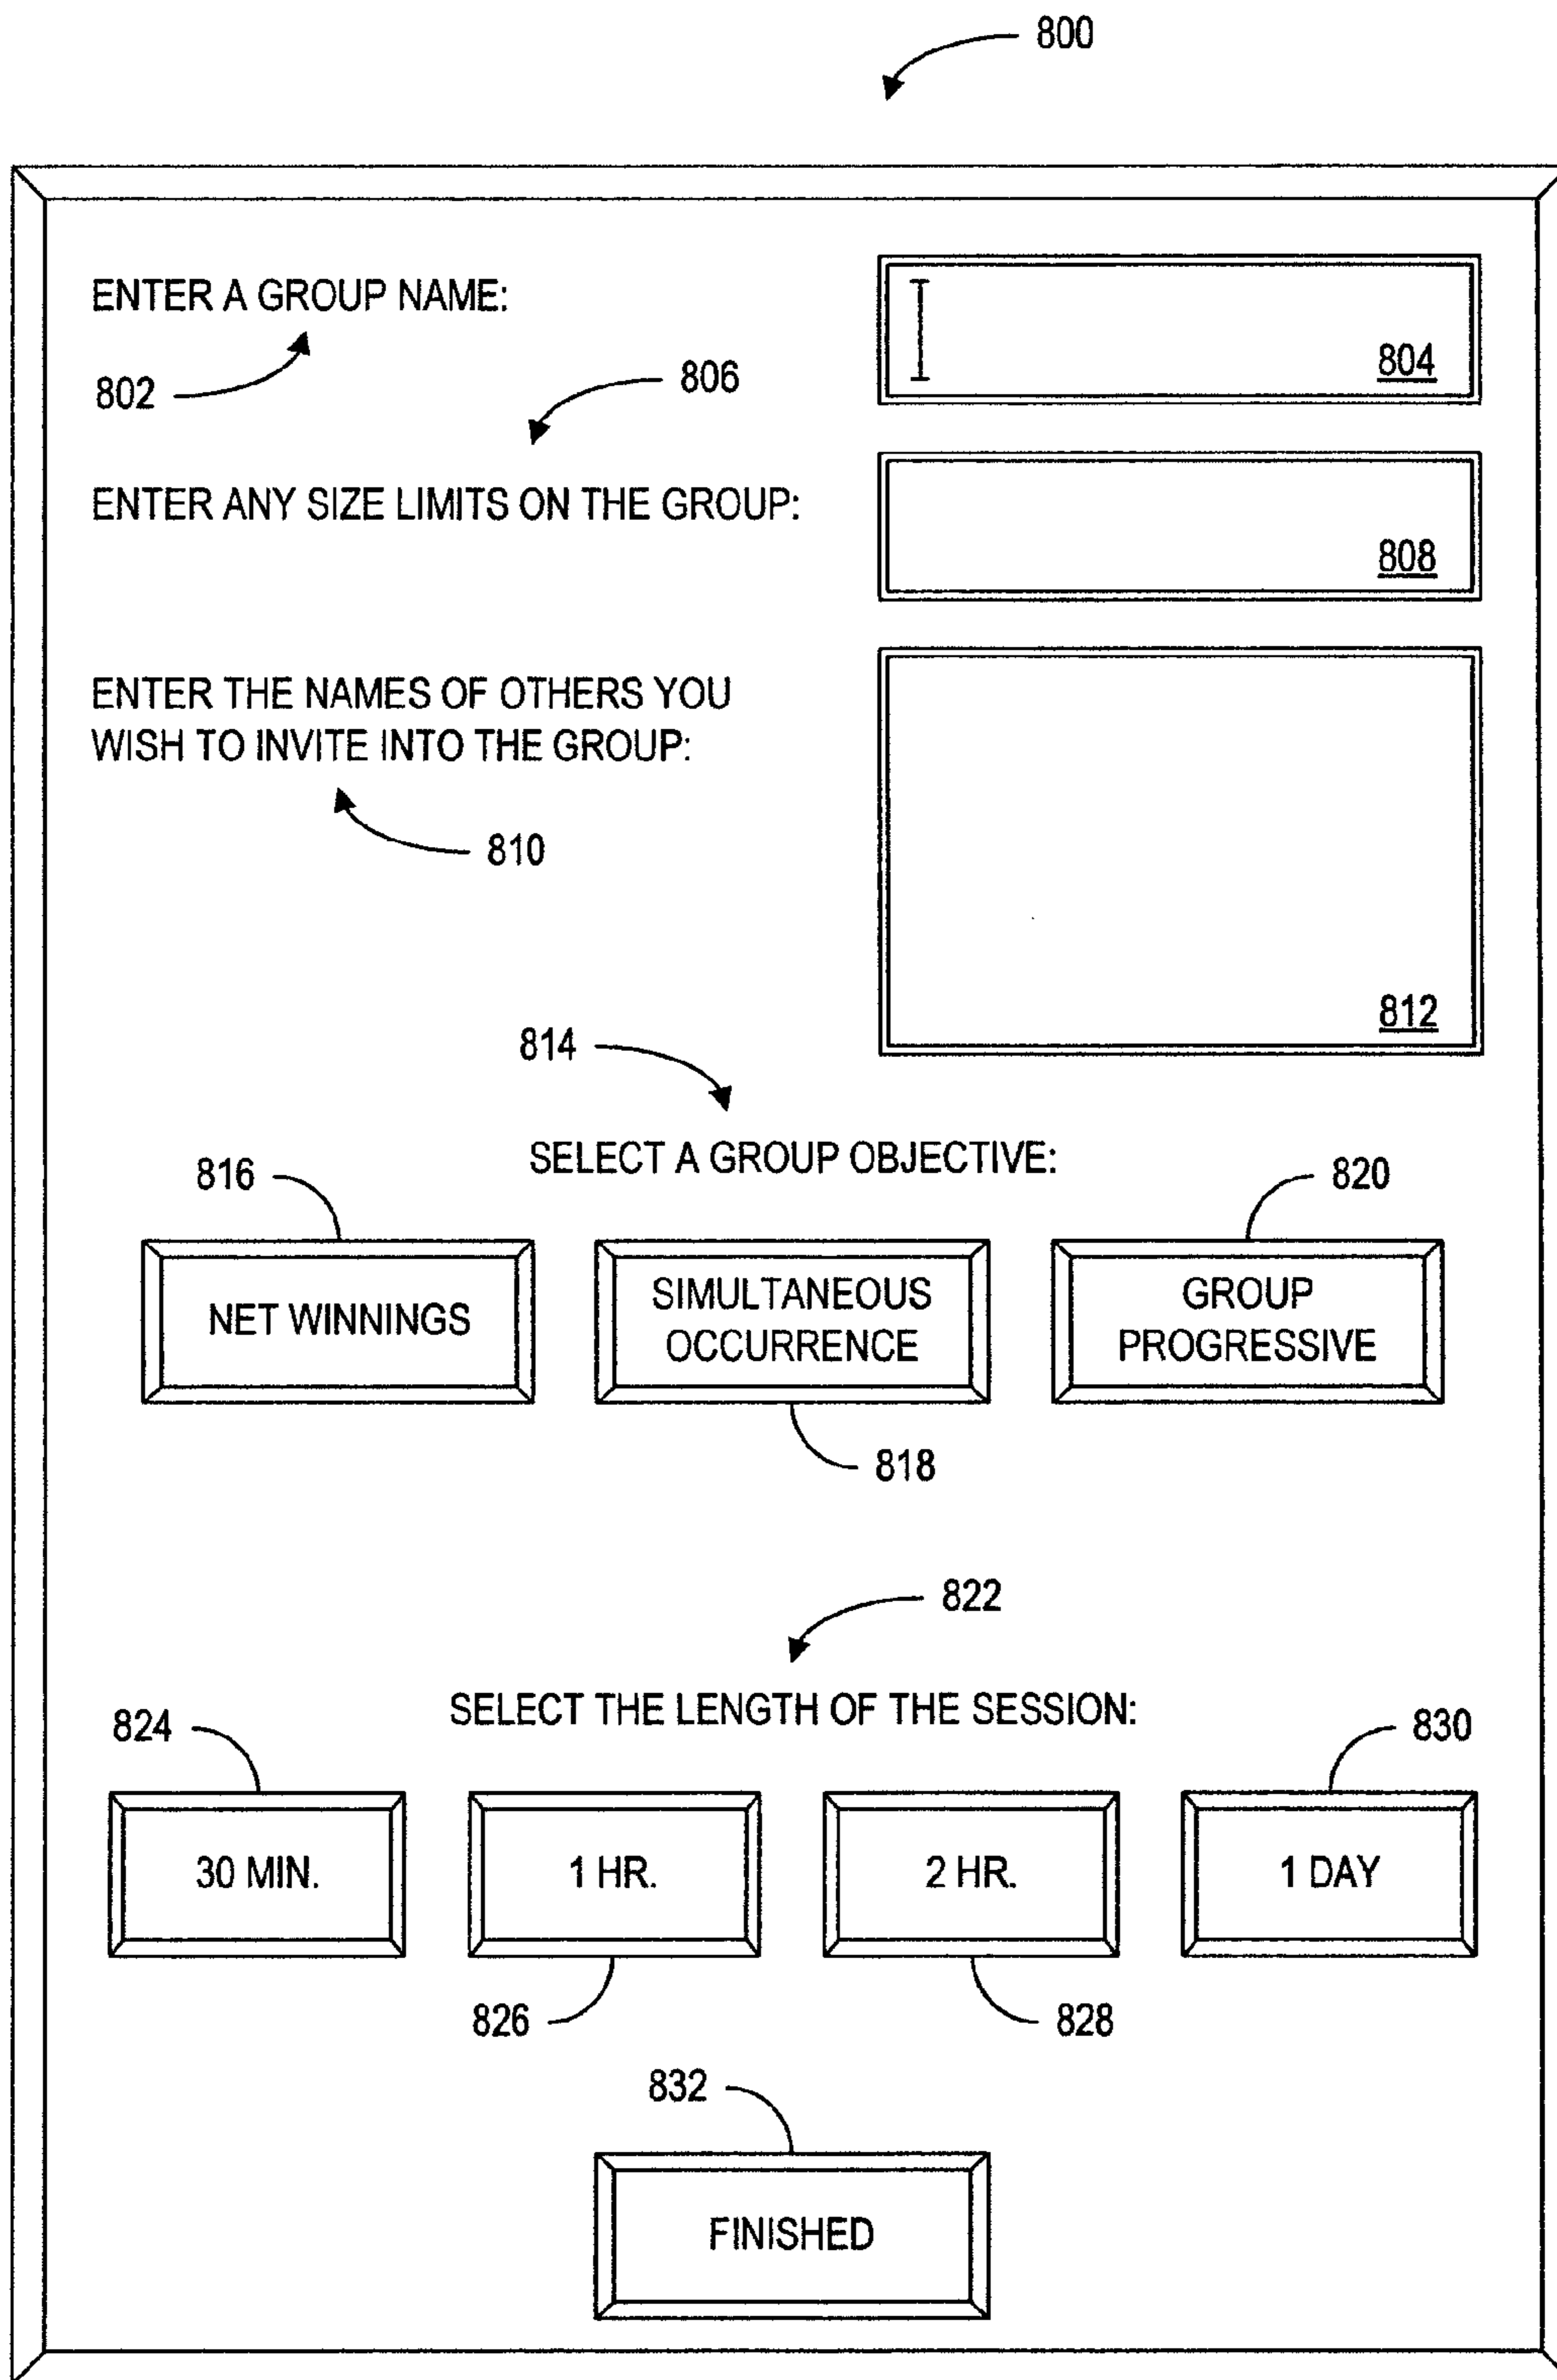 800
ENTER A GROUP NAME:
802
804
806
ENTER ANY SIZE LIMITS ON THE GROUP:
808
ENTER THE NAMES OF OTHERS YOU
WISH TO INVITE INTO THE GROUP:
810
812
814
SELECT A GROUP OBJECTIVE:
816
820
NET WINNINGS
SIMULTANEOUS
OCCURRENCE
GROUP
PROGRESSIVE
818
822
SELECT THE LENGTH OF THE SESSION:
824
830
30 MIN.
1 HR.
2 HR.
1 DAY
826
828
832
FINISHED